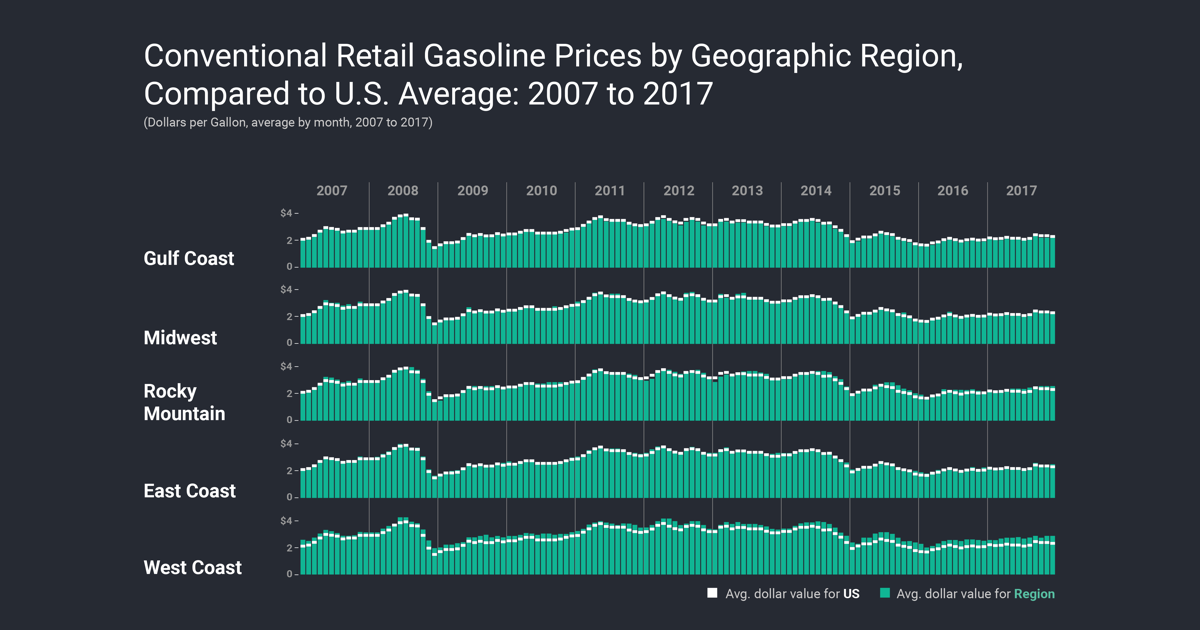 Conventional Retail Gasoline Prices by Geographic Region,
Compared to U.S. Average: 2007 to 2017
(Dollars per Gallon, average by month, 2007 to 2017)
2007 2008 2009 2010 2011 2012 2013 2014 2015 2016 2017
$4
2
0
Gulf Coast
$4
2
0
Midwest
$4
2
0
Rocky
Mountain
$4
2
0
East Coast
$4
2
0
West Coast
Avg. dollar value for US Avg. dollar value for Region